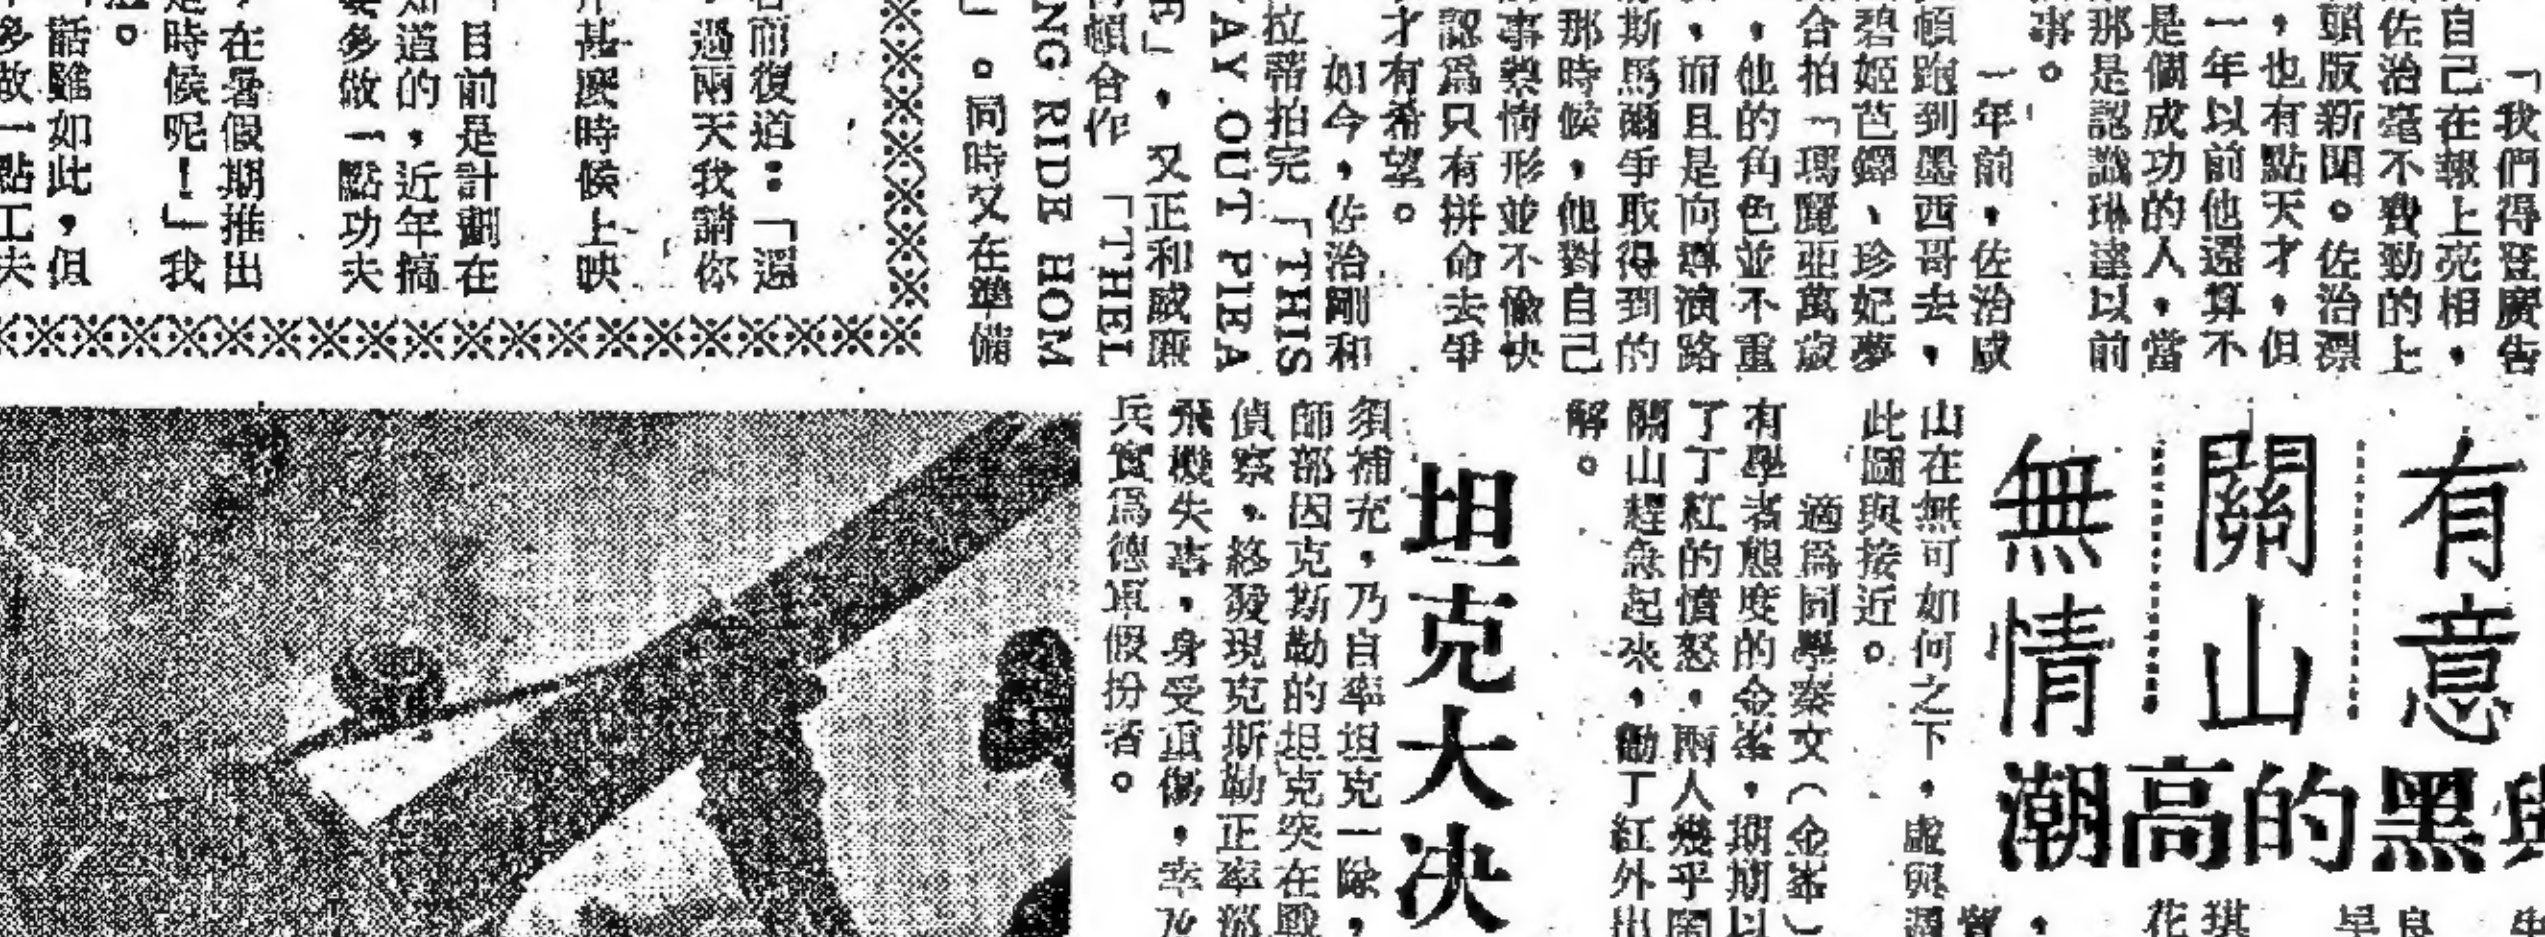 「我們得登廣告
自己在報上亮相，
佐治毫不費勁的上
頭版新聞。佐治漂
，也有點天才，但
一年以前他還算不
是個成功的人，當
那是認識琳達以前
事。
一年前，佐治咸
頓跑到墨西哥去，
碧姬芭鐸、珍妃夢
合拍「瑪麗亞萬歲
，他的角色並不重
，而且是向導演路
斯馬爾爭取得到的
那時候，他對自己
事業情形並不愉快
認爲只有拼命去爭
才有希望。
如今，佐治剛和
拉蒂拍完「THIS
AY OUT PIEA
E」，又正和威廉
頓合作「THEL
NG RIDE HOM
」。同時又在準備
而復道：「還
，過兩天我請你
甚麼時候上映
「目前是計劃在
知道的，近年搞
要多做一點功夫
，在暑假期推出
是時候呢！」我
。
話雖如此，但
多做一點工夫
有意
關山
無情
黑的高潮
山在無可如何之下，虛與
此圖與接近。
適爲同學秦文（金峯）
有學者態度的金峯，期期以
了丁紅的憤怒，兩人幾乎鬧
關山趕急起來，勸丁紅外出
解。
坦克大决
須補充，乃自率坦克一隊，
師部因克斯勒的坦克突在戰
偵察，終發現克斯勒正率部
飛機失事，身受重傷，幸
兵實爲德軍假扮者。